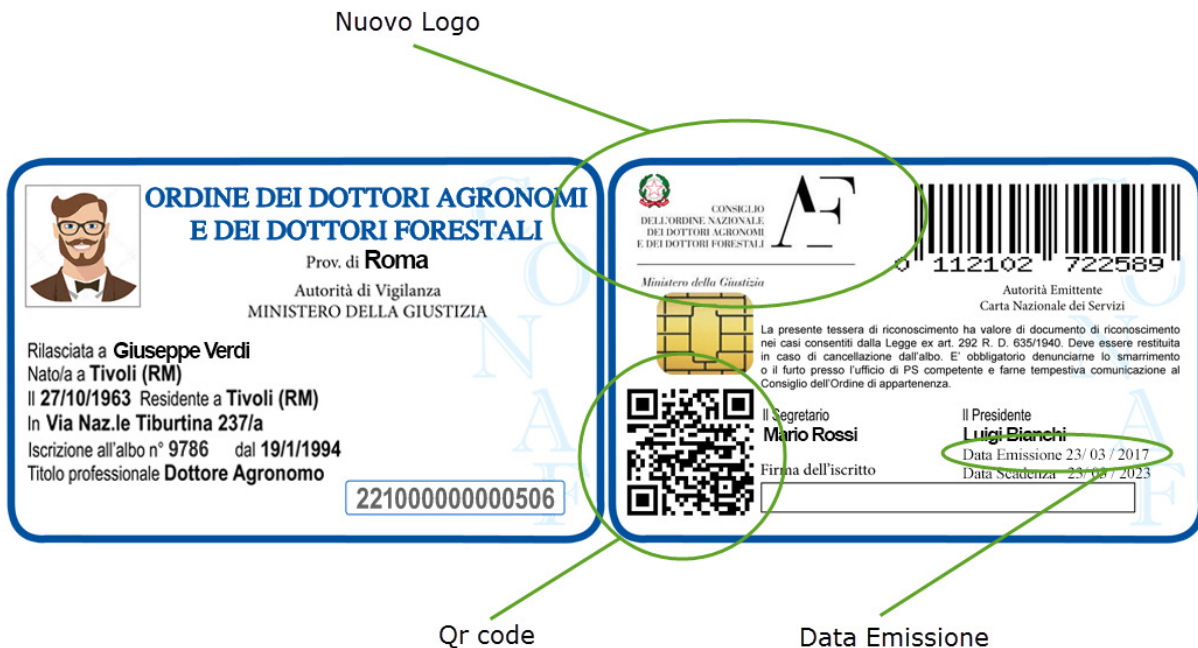 Nuovo Logo
ORDINE DEI DOTTORI AGRONOMI
E DEI DOTTORI FORESTALI
Prov. di Roma
Autorità di Vigilanza
MINISTERO DELLA GIUSTIZIA
Rilasciata a Giuseppe Verdi
Nato/a a Tivoli (RM)
Il 27/10/1963 Residente a Tivoli (RM)
In Via Naz.le Tiburtina 237/a
Iscrizione all'albo n° 9786 dal 19/1/1994
Titolo professionale Dottore Agronomo
221000000000506
CONAF
CONSIGLIO
DELL'ORDINE NAZIONALE
DEI DOTTORI AGRONOMI
E DEI DOTTORI FORESTALI
AF
Ministero della Giustizia
0 112102 722589
Autorità Emittente
Carta Nazionale dei Servizi
La presente tessera di riconoscimento ha valore di documento di riconoscimento
nei casi consentiti dalla Legge ex art. 292 R. D. 635/1940. Deve essere restituita
in caso di cancellazione dall'albo. E' obbligatorio denunciarne lo smarrimento
o il furto presso l'ufficio di PS competente e farne tempestiva comunicazione al
Consiglio dell'Ordine di appartenenza.
Il Segretario
Mario Rossi
Il Presidente
Luigi Bianchi
Data Emissione 23/ 03 / 2017
Data Scadenza 23/ 03 / 2023
Firma dell'iscritto
CONAF
Qr code
Data Emissione